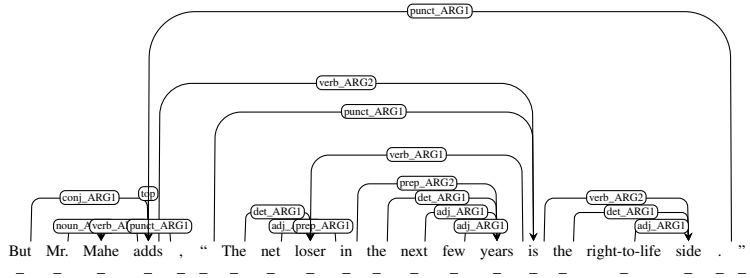 punct_ARG1
verb_ARG2
punct_ARG1
verb_ARG1
prep_ARG2
conj_ARG1 top det_ARG1 verb_ARG2
det_ARG1 adj_ARG1 det_ARG1
punct_ARG1 prep_ARG1 adj_ARG1 adj_ARG1
But Mr. Mahe adds , “ The net loser in the next few years is the right-to-life side . ”